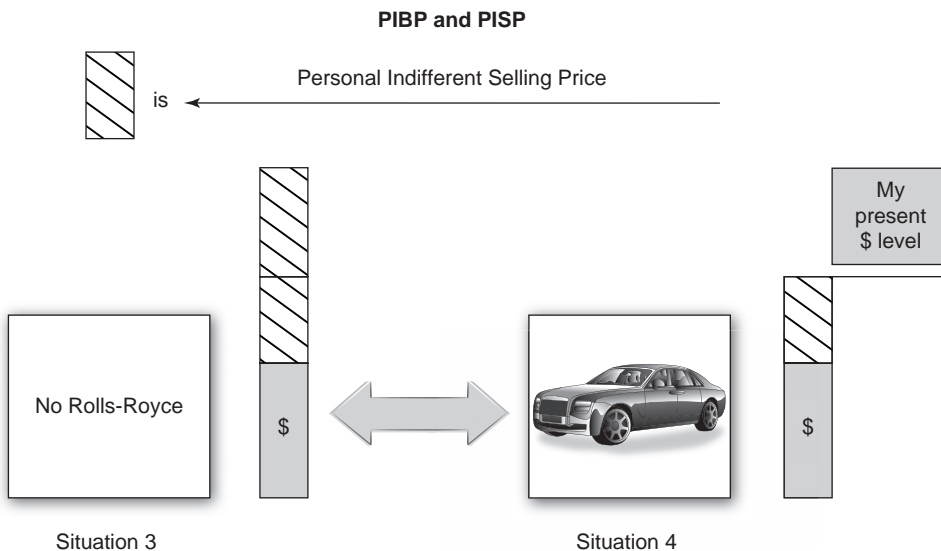 PIBP and PISP
is
Personal Indifferent Selling Price
My
present
$ level
No Rolls-Royce
$
$
Situation 3
Situation 4